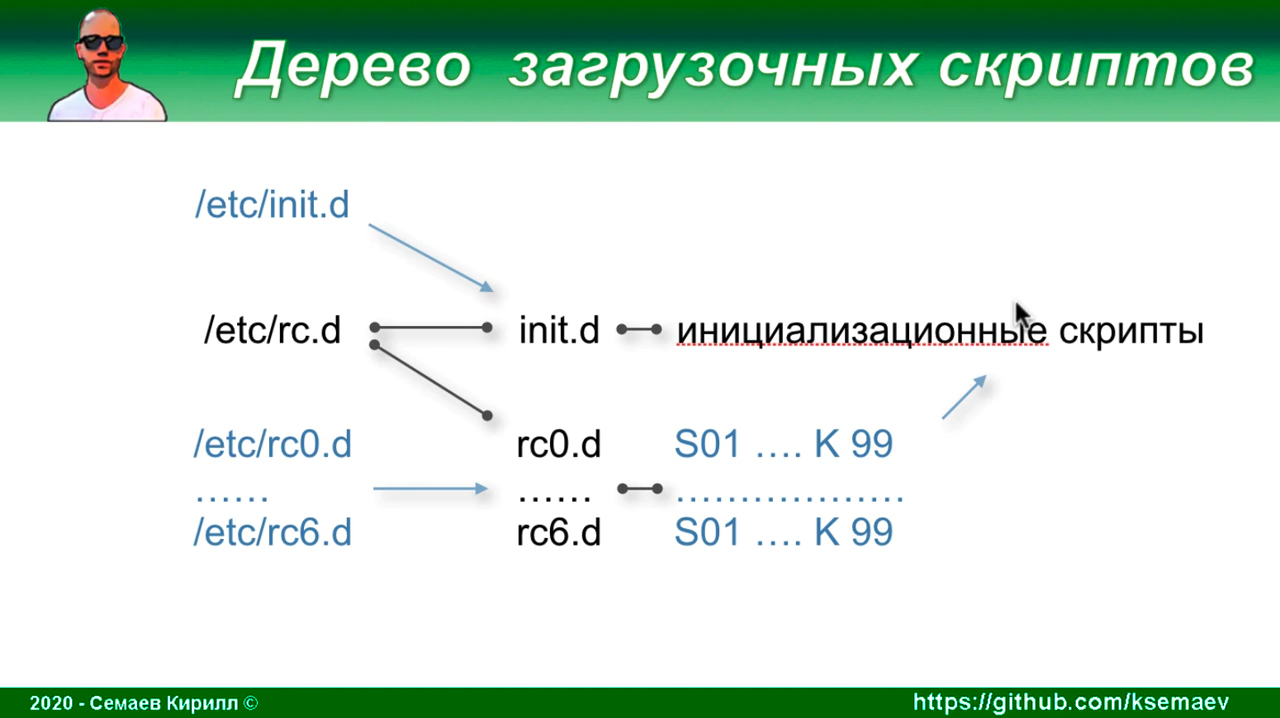 Дерево загрузочных скриптов
/etc/init.d
/etc/rc.d init.d инициализационные скрипты
/etc/rc0.d rc0.d S01 .... K 99
...... ...... ..................
/etc/rc6.d rc6.d S01 .... K 99
2020 - Семаев Кирилл © https://github.com/ksemaev